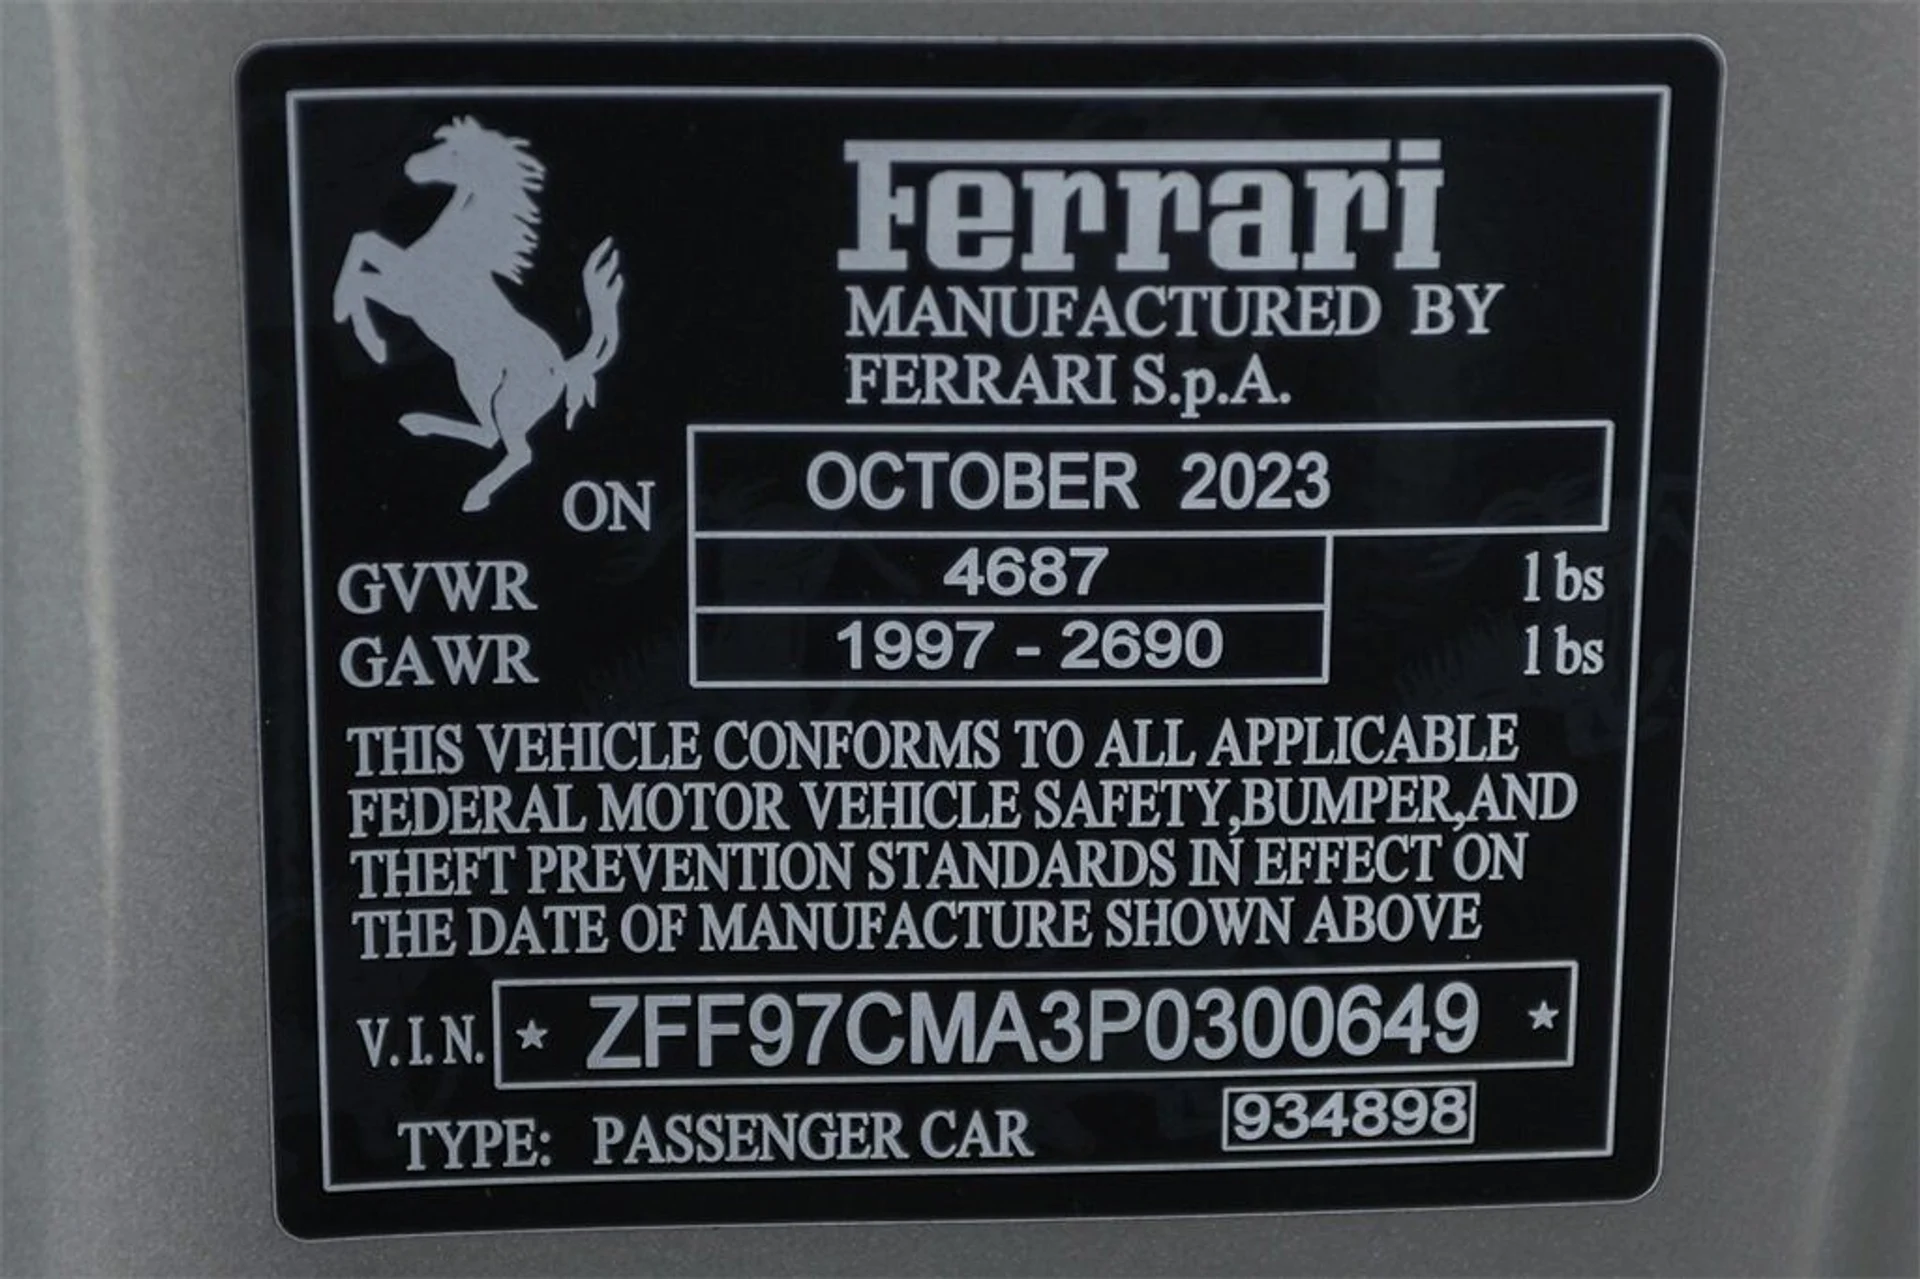 Ferrari
MANUFACTURED BY
FERRARI S.p.A.
ON OCTOBER 2023
GVWR 4687 lbs
GAWR 1997 - 2690 lbs
THIS VEHICLE CONFORMS TO ALL APPLICABLE
FEDERAL MOTOR VEHICLE SAFETY,BUMPER,AND
THEFT PREVENTION STANDARDS IN EFFECT ON
THE DATE OF MANUFACTURE SHOWN ABOVE
V.I.N. ★ ZFF97CMA3P0300649 ★
TYPE: PASSENGER CAR 934898